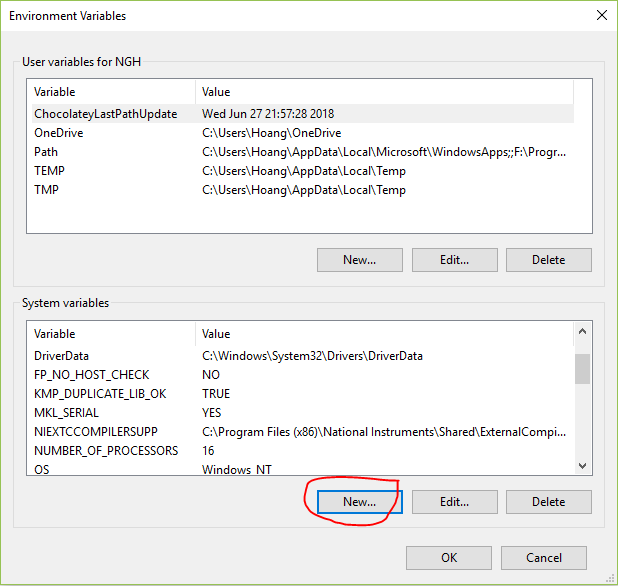 Environment Variables
User variables for NGH
Variable Value
ChocolateyLastPathUpdate Wed Jun 27 21:57:28 2018
OneDrive C:\Users\Hoang\OneDrive
Path C:\Users\Hoang\AppData\Local\Microsoft\WindowsApps;;F:\Progr...
TEMP C:\Users\Hoang\AppData\Local\Temp
TMP C:\Users\Hoang\AppData\Local\Temp
New... Edit... Delete
System variables
Variable Value
DriverData C:\Windows\System32\Drivers\DriverData
FP_NO_HOST_CHECK NO
KMP_DUPLICATE_LIB_OK TRUE
MKL_SERIAL YES
NIEXTCCOMPILERSUPP C:\Program Files (x86)\National Instruments\Shared\ExternalCompi...
NUMBER_OF_PROCESSORS 16
OS Windows_NT
New... Edit... Delete
OK Cancel